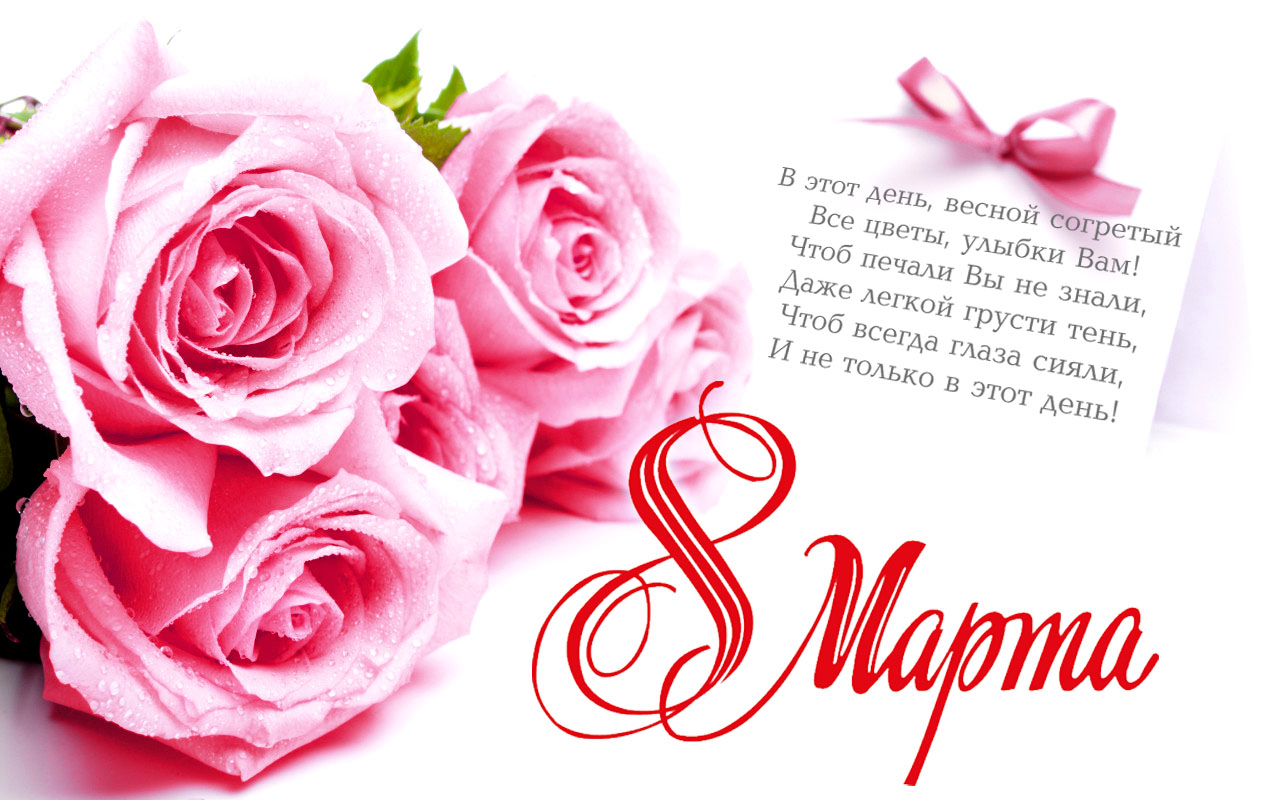 В этот день, весной согретый
Все цветы, улыбки Вам!
Чтоб печали Вы не знали,
Даже легкой грусти тень,
Чтоб всегда глаза сияли,
И не только в этот день!
8 Марта